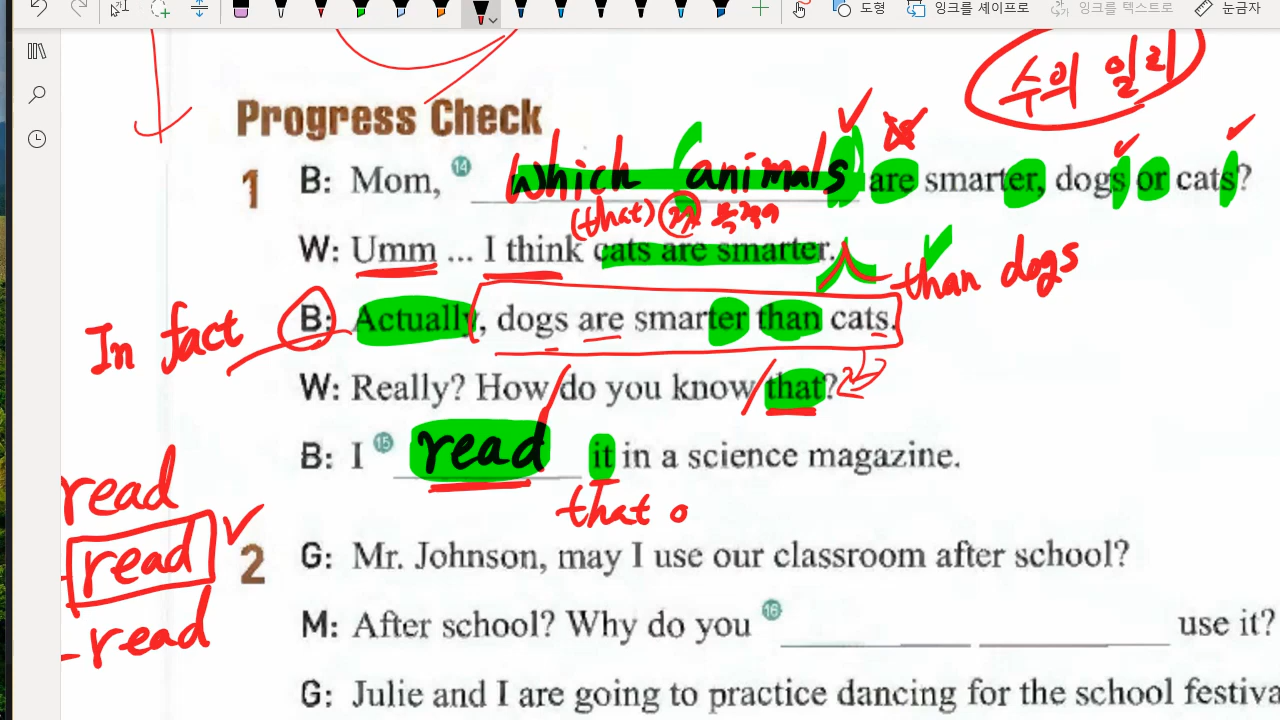 도형 잉크를 셰이프로 잉크를 텍스트로 눈금자
수의 일치
Progress Check
1 B: Mom, 14 which animals are smarter, dogs or cats?
(that)
W: Umm ... I think cats are smarter.
than dogs
In fact
B: Actually, dogs are smarter than cats.
W: Really? How do you know that?
B: I 15 read it in a science magazine.
that o
read
read
read
2 G: Mr. Johnson, may I use our classroom after school?
M: After school? Why do you 16 use it?
G: Julie and I are going to practice dancing for the school festiva